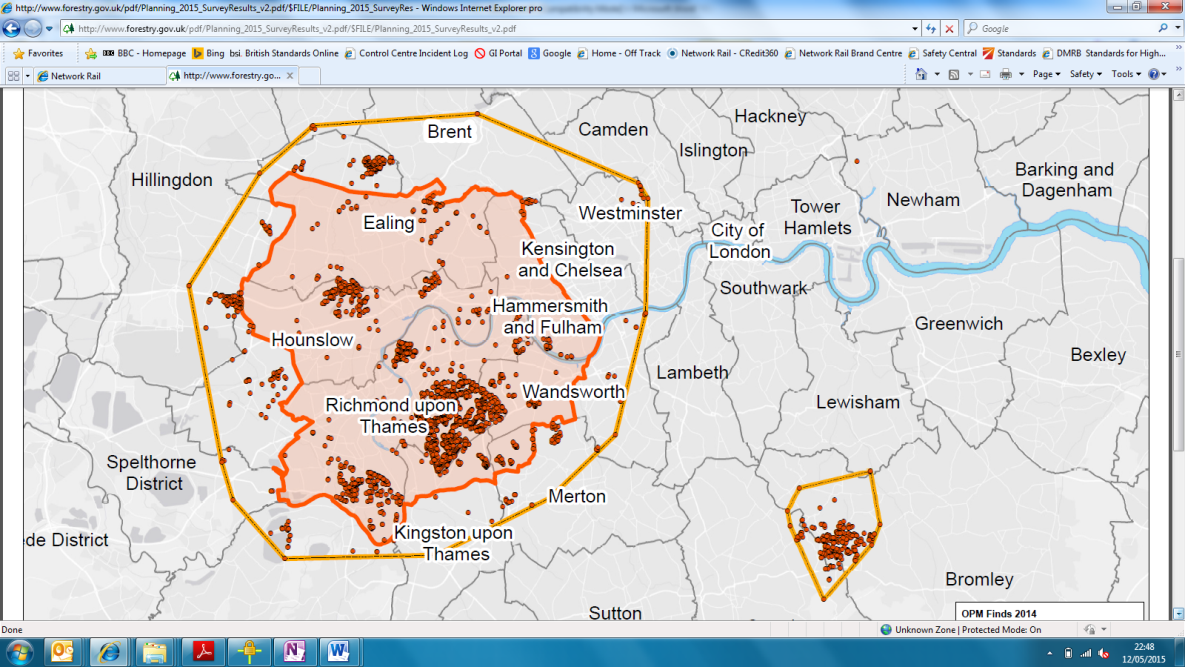 http://www.forestry.gov.uk/pdf/Planning_2015_SurveyResults_v2.pdf/$FILE/Planning_2015_SurveyRes - Windows Internet Explorer pro
http://www.forestry.gov.uk/pdf/Planning_2015_SurveyResults_v2.pdf/$FILE/Planning_2015_SurveyResults_v2.pdf
Google
Favorites
BBC - Homepage
Bing
bsi. British Standards Online
Control Centre Incident Log
GI Portal
Google
Home - Off Track
Network Rail - CRedit360
Network Rail Brand Centre
Safety Central
Standards
DMRB Standards for High...
Network Rail
http://www.forestry.go...
Page
Safety
Tools
Brent
Camden
Hackney
Islington
Hillingdon
Barking and
Dagenham
Newham
Tower
Hamlets
Westminster
Ealing
City of
London
Kensington
and Chelsea
Southwark
Hammersmith
and Fulham
Greenwich
Hounslow
Bexley
Lambeth
Wandsworth
Richmond upon
Thames
Lewisham
Spelthorne
District
Merton
ede District
Kingston upon
Thames
Bromley
Sutton
OPM Finds 2014
Done
Unknown Zone | Protected Mode: On
22:48
12/05/2015